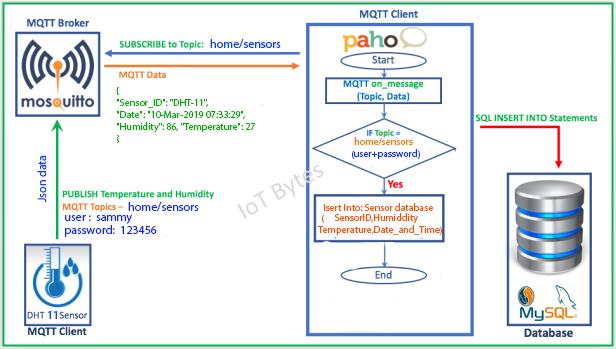 MQTT Broker
mosquitto
SUBSCRIBE to Topic: home/sensors
MQTT Data
{
"Sensor_ID": "DHT-11",
"Date": "10-Mar-2019 07:33:29",
"Humidity": 86, "Temperature": 27
}
Json data
PUBLISH Temperature and Humidity
MQTT Topics – home/sensors
user : sammy
password: 123456
DHT 11 Sensor
MQTT Client
IoT Bytes
MQTT Client
paho
Start
MQTT on_message
(Topic, Data)
IF Topic =
home/sensors
(user+password)
Yes
Isert Into: Sensor database
( SensorID,Humiddity
Temperature,Date_and_Time)
End
SQL INSERT INTO Statements
MySQL®
Database